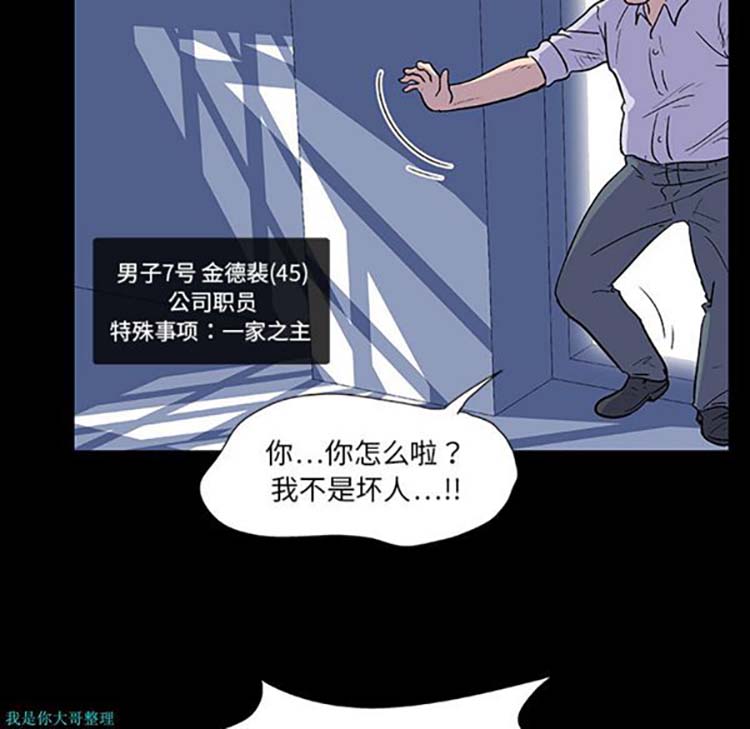 男子7号 金德裴(45)
公司职员
特殊事项：一家之主
你...你怎么啦？
我不是坏人...!!
我是你大哥整理